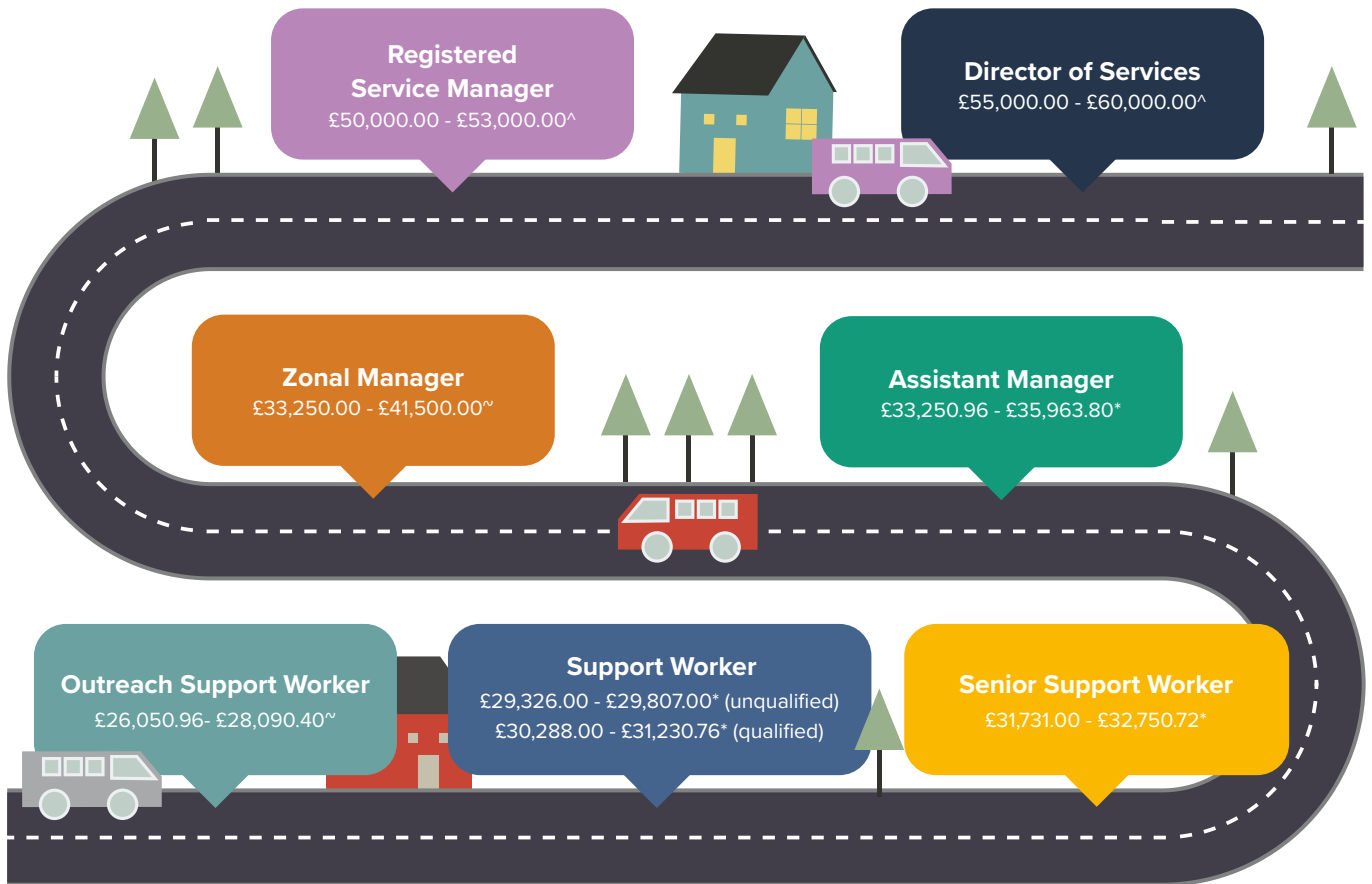 Registered
Service Manager
£50,000.00 - £53,000.00^
Director of Services
£55,000.00 - £60,000.00^
Zonal Manager
£33,250.00 - £41,500.00~
Assistant Manager
£33,250.96 - £35,963.80*
Outreach Support Worker
£26,050.96- £28,090.40~
Support Worker
£29,326.00 - £29,807.00* (unqualified)
£30,288.00 - £31,230.76* (qualified)
Senior Support Worker
£31,731.00 - £32,750.72*